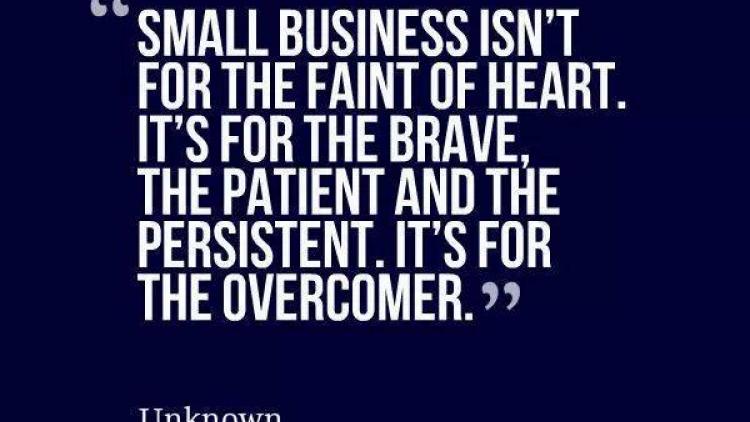 “SMALL BUSINESS ISN’T
FOR THE FAINT OF HEART.
IT’S FOR THE BRAVE,
THE PATIENT AND THE
PERSISTENT. IT’S FOR
THE OVERCOMER.”
Unknown